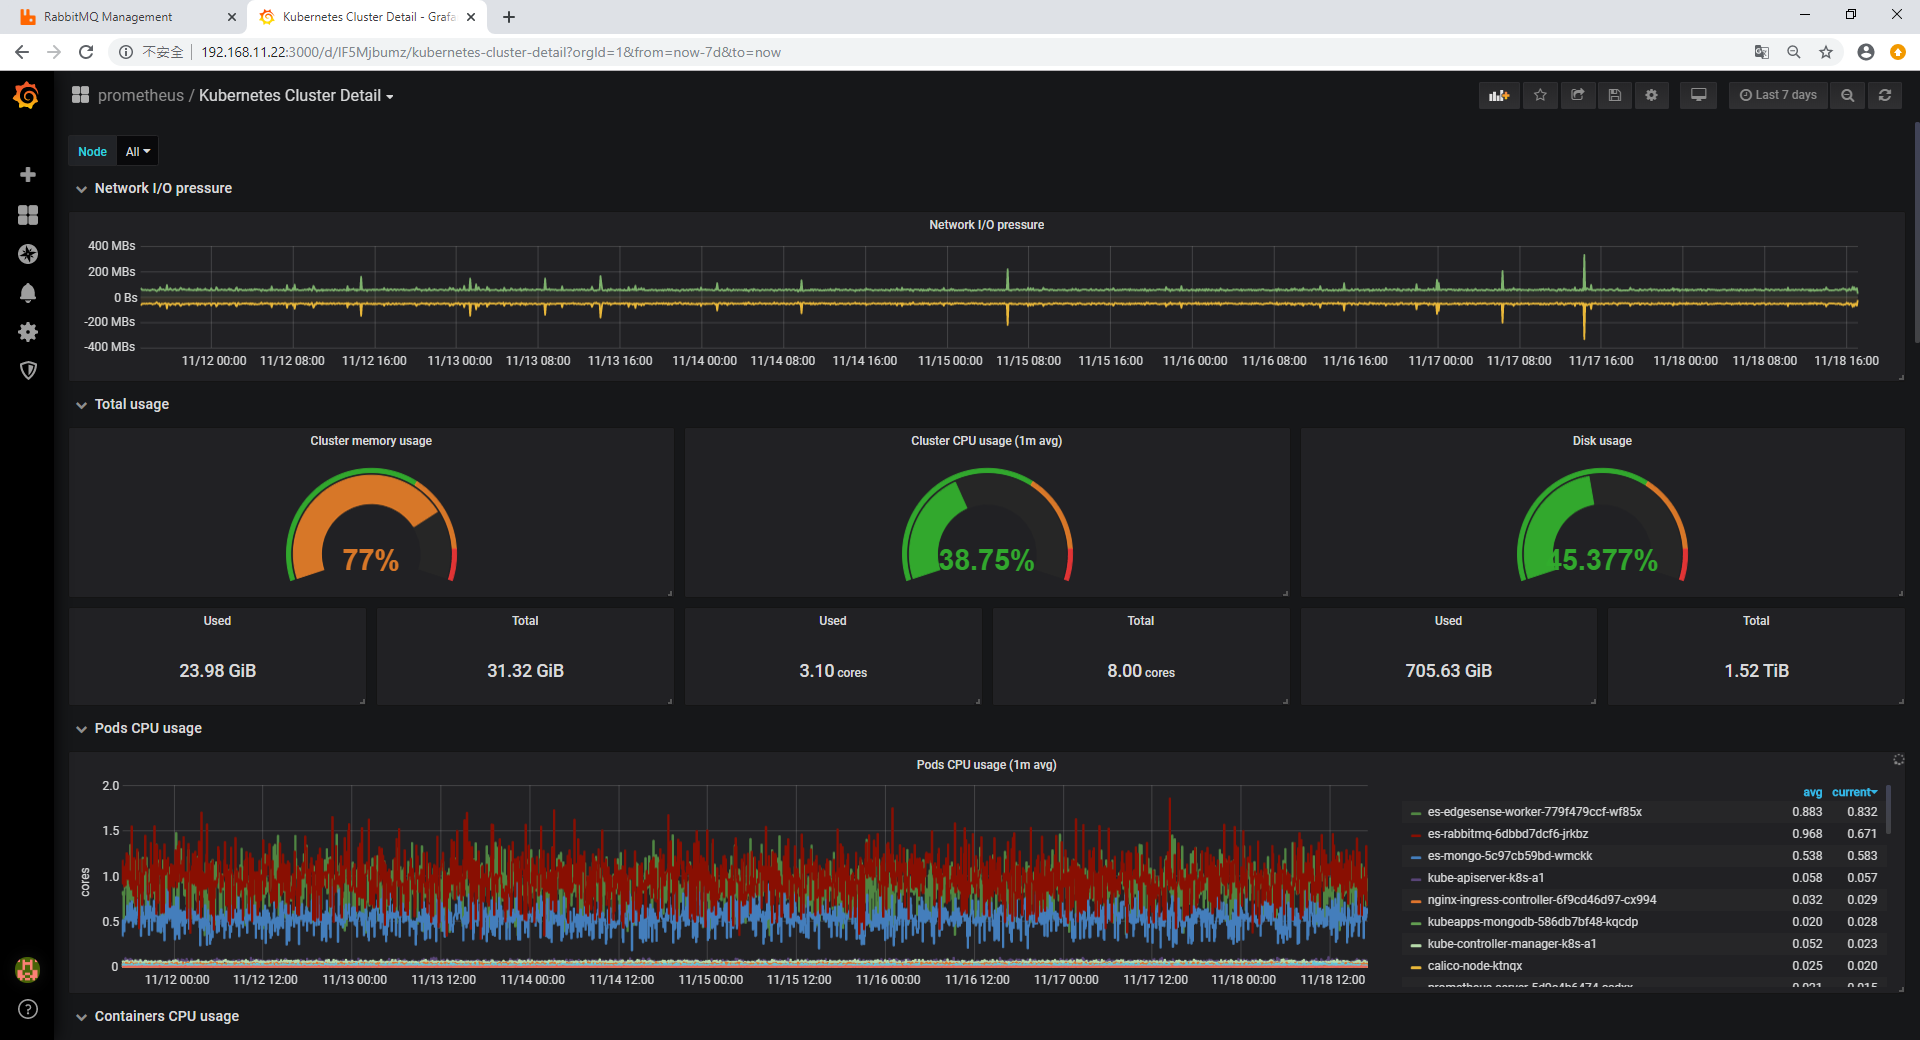 RabbitMQ Management
Kubernetes Cluster Detail - Grafa
不安全 192.168.11.22:3000/d/IF5Mjbumz/kubernetes-cluster-detail?orgId=1&from=now-7d&to=now
prometheus / Kubernetes Cluster Detail
Last 7 days
Node All
Network I/O pressure
Network I/O pressure
400 MBs
200 MBs
0 Bs
-200 MBs
-400 MBs
11/12 00:00 11/12 08:00 11/12 16:00 11/13 00:00 11/13 08:00 11/13 16:00 11/14 00:00 11/14 08:00 11/14 16:00 11/15 00:00 11/15 08:00 11/15 16:00 11/16 00:00 11/16 08:00 11/16 16:00 11/17 00:00 11/17 08:00 11/17 16:00 11/18 00:00 11/18 08:00 11/18 16:00
Total usage
Cluster memory usage
77%
Cluster CPU usage (1m avg)
38.75%
Disk usage
45.377%
Used
23.98 GiB
Total
31.32 GiB
Used
3.10 cores
Total
8.00 cores
Used
705.63 GiB
Total
1.52 TiB
Pods CPU usage
Pods CPU usage (1m avg)
cores
2.0
1.5
1.0
0.5
0
11/12 00:00 11/12 12:00 11/13 00:00 11/13 12:00 11/14 00:00 11/14 12:00 11/15 00:00 11/15 12:00 11/16 00:00 11/16 12:00 11/17 00:00 11/17 12:00 11/18 00:00 11/18 12:00
avg current
es-edgesense-worker-779f479ccf-wf85x 0.883 0.832
es-rabbitmq-6dbbd7dcf6-jrkbz 0.968 0.671
es-mongo-5c97cb59bd-wmckk 0.538 0.583
kube-apiserver-k8s-a1 0.058 0.057
nginx-ingress-controller-6f9cd46d97-cx994 0.032 0.029
kubeapps-mongodb-586db7bf48-kqcdp 0.020 0.028
kube-controller-manager-k8s-a1 0.052 0.023
calico-node-ktnqx 0.025 0.020
Containers CPU usage